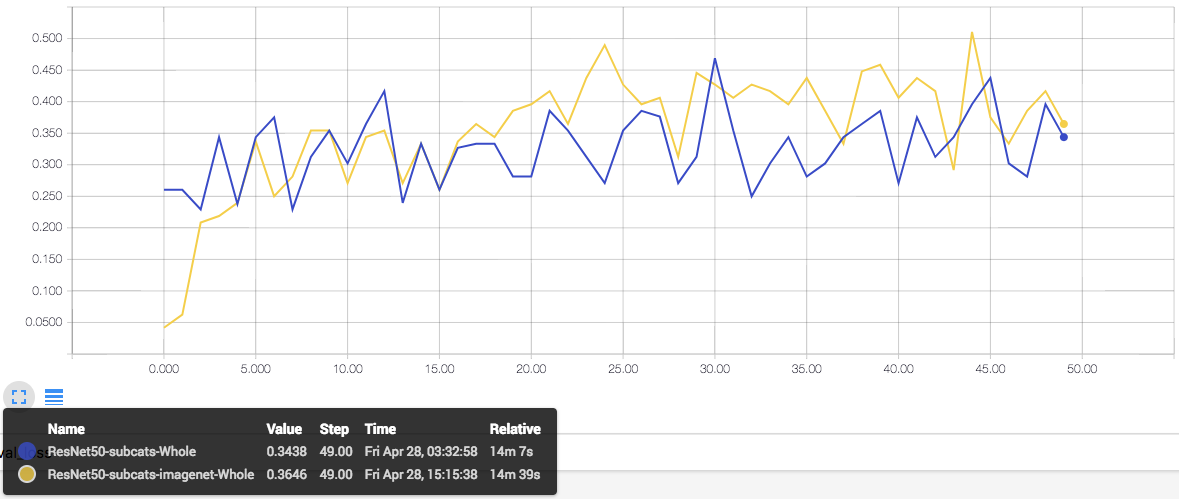 0.500
0.450
0.400
0.350
0.300
0.250
0.200
0.150
0.100
0.0500
0.000 5.000 10.00 15.00 20.00 25.00 30.00 35.00 40.00 45.00 50.00
Name Value Step Time Relative
ResNet50-subcats-Whole 0.3438 49.00 Fri Apr 28, 03:32:58 14m 7s
ResNet50-subcats-imagenet-Whole 0.3646 49.00 Fri Apr 28, 15:15:38 14m 39s